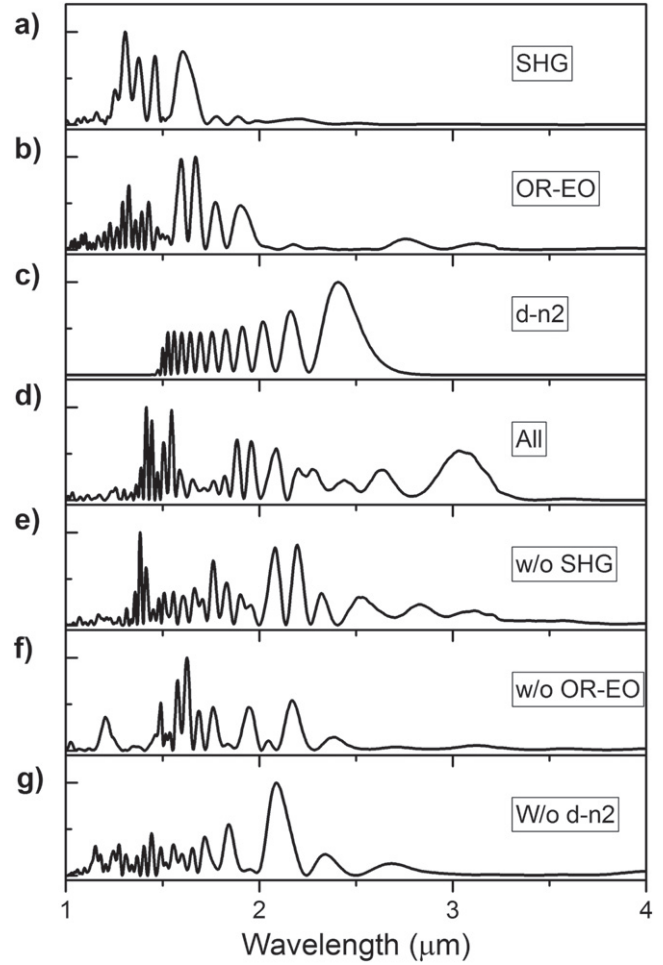 a)
SHG
b)
OR-EO
c)
d-n2
d)
All
e)
w/o SHG
f)
w/o OR-EO
g)
W/o d-n2
1 2 3 4
Wavelength (μm)